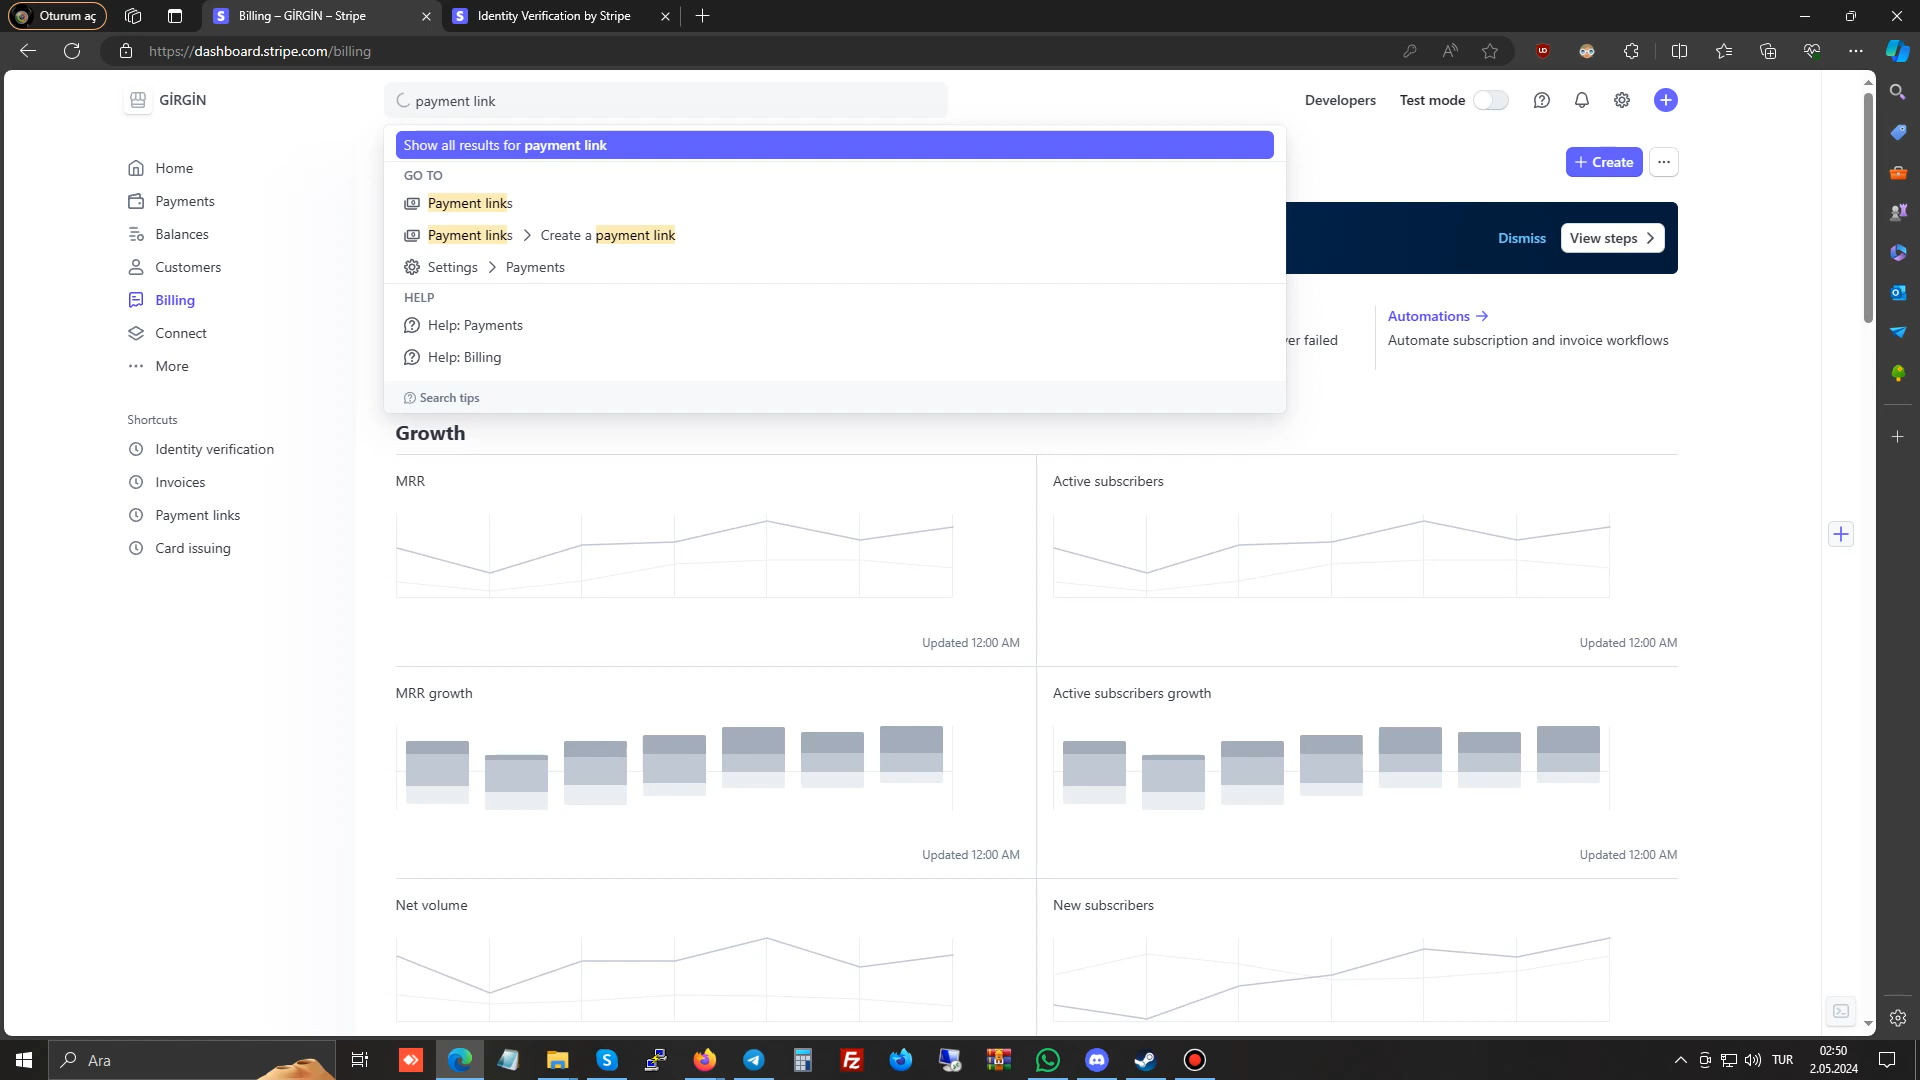 Oturum aç
Billing – GİRGİN – Stripe
Identity Verification by Stripe
https://dashboard.stripe.com/billing
GİRGİN
payment link
Developers
Test mode
Show all results for payment link
GO TO
Payment links
Payment links > Create a payment link
Settings > Payments
HELP
Help: Payments
Help: Billing
Search tips
Create
Dismiss
View steps
er failed
Automations →
Automate subscription and invoice workflows
Home
Payments
Balances
Customers
Billing
Connect
More
Shortcuts
Identity verification
Invoices
Payment links
Card issuing
Growth
MRR
Active subscribers
Updated 12:00 AM
Updated 12:00 AM
MRR growth
Active subscribers growth
Updated 12:00 AM
Updated 12:00 AM
Net volume
New subscribers
Ara
TUR
02:50
2.05.2024